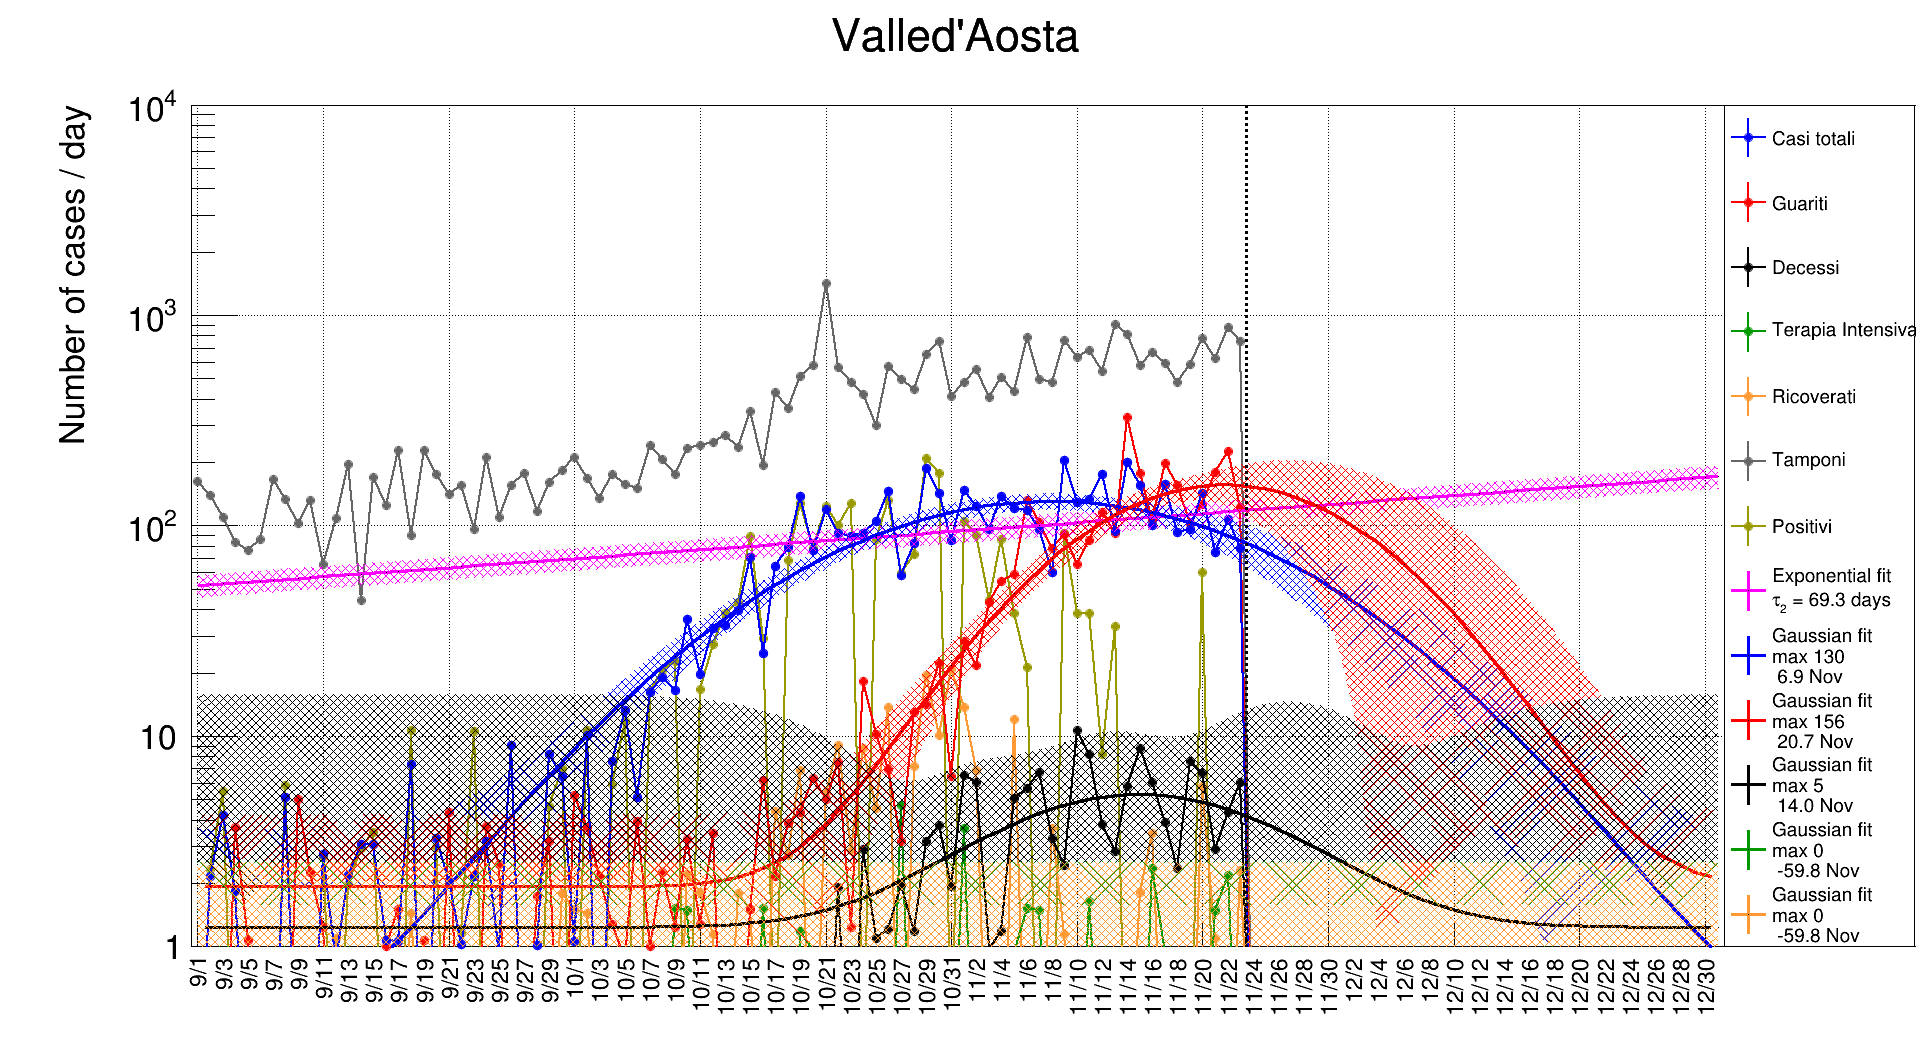 Valled'Aosta
Number of cases / day
10⁴
10³
10²
10
1
9/1 9/3 9/5 9/7 9/9 9/11 9/13 9/15 9/17 9/19 9/21 9/23 9/25 9/27 9/29 10/1 10/3 10/5 10/7 10/9 10/11 10/13 10/15 10/17 10/19 10/21 10/23 10/25 10/27 10/29 10/31 11/2 11/4 11/6 11/8 11/10 11/12 11/14 11/16 11/18 11/20 11/22 11/24 11/26 11/28 11/30 12/2 12/4 12/6 12/8 12/10 12/12 12/14 12/16 12/18 12/20 12/22 12/24 12/26 12/28 12/30
Casi totali
Guariti
Decessi
Terapia Intensiva
Ricoverati
Tamponi
Positivi
Exponential fit
τ₂ = 69.3 days
Gaussian fit
max 130
6.9 Nov
Gaussian fit
max 156
20.7 Nov
Gaussian fit
max 5
14.0 Nov
Gaussian fit
max 0
-59.8 Nov
Gaussian fit
max 0
-59.8 Nov